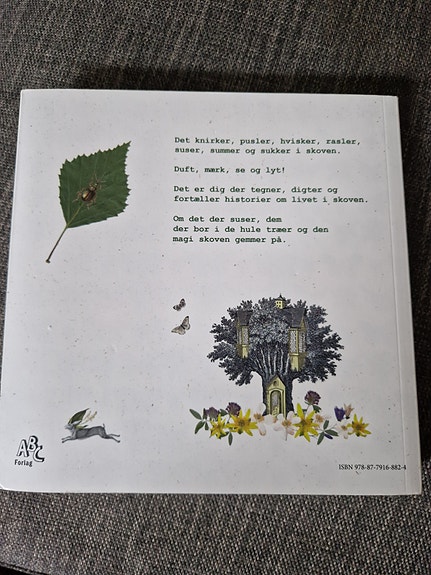 Det knirker, pusler, hvisker, rasler,
suser, summer og sukker i skoven.
Duft, mærk, se og lyt!
Det er dig der tegner, digter og
fortæller historier om livet i skoven.
Om det der suser, dem
der bor i de hule træer og den
magi skoven gemmer på.
ABC
Forlag
ISBN 978-87-7916-882-4